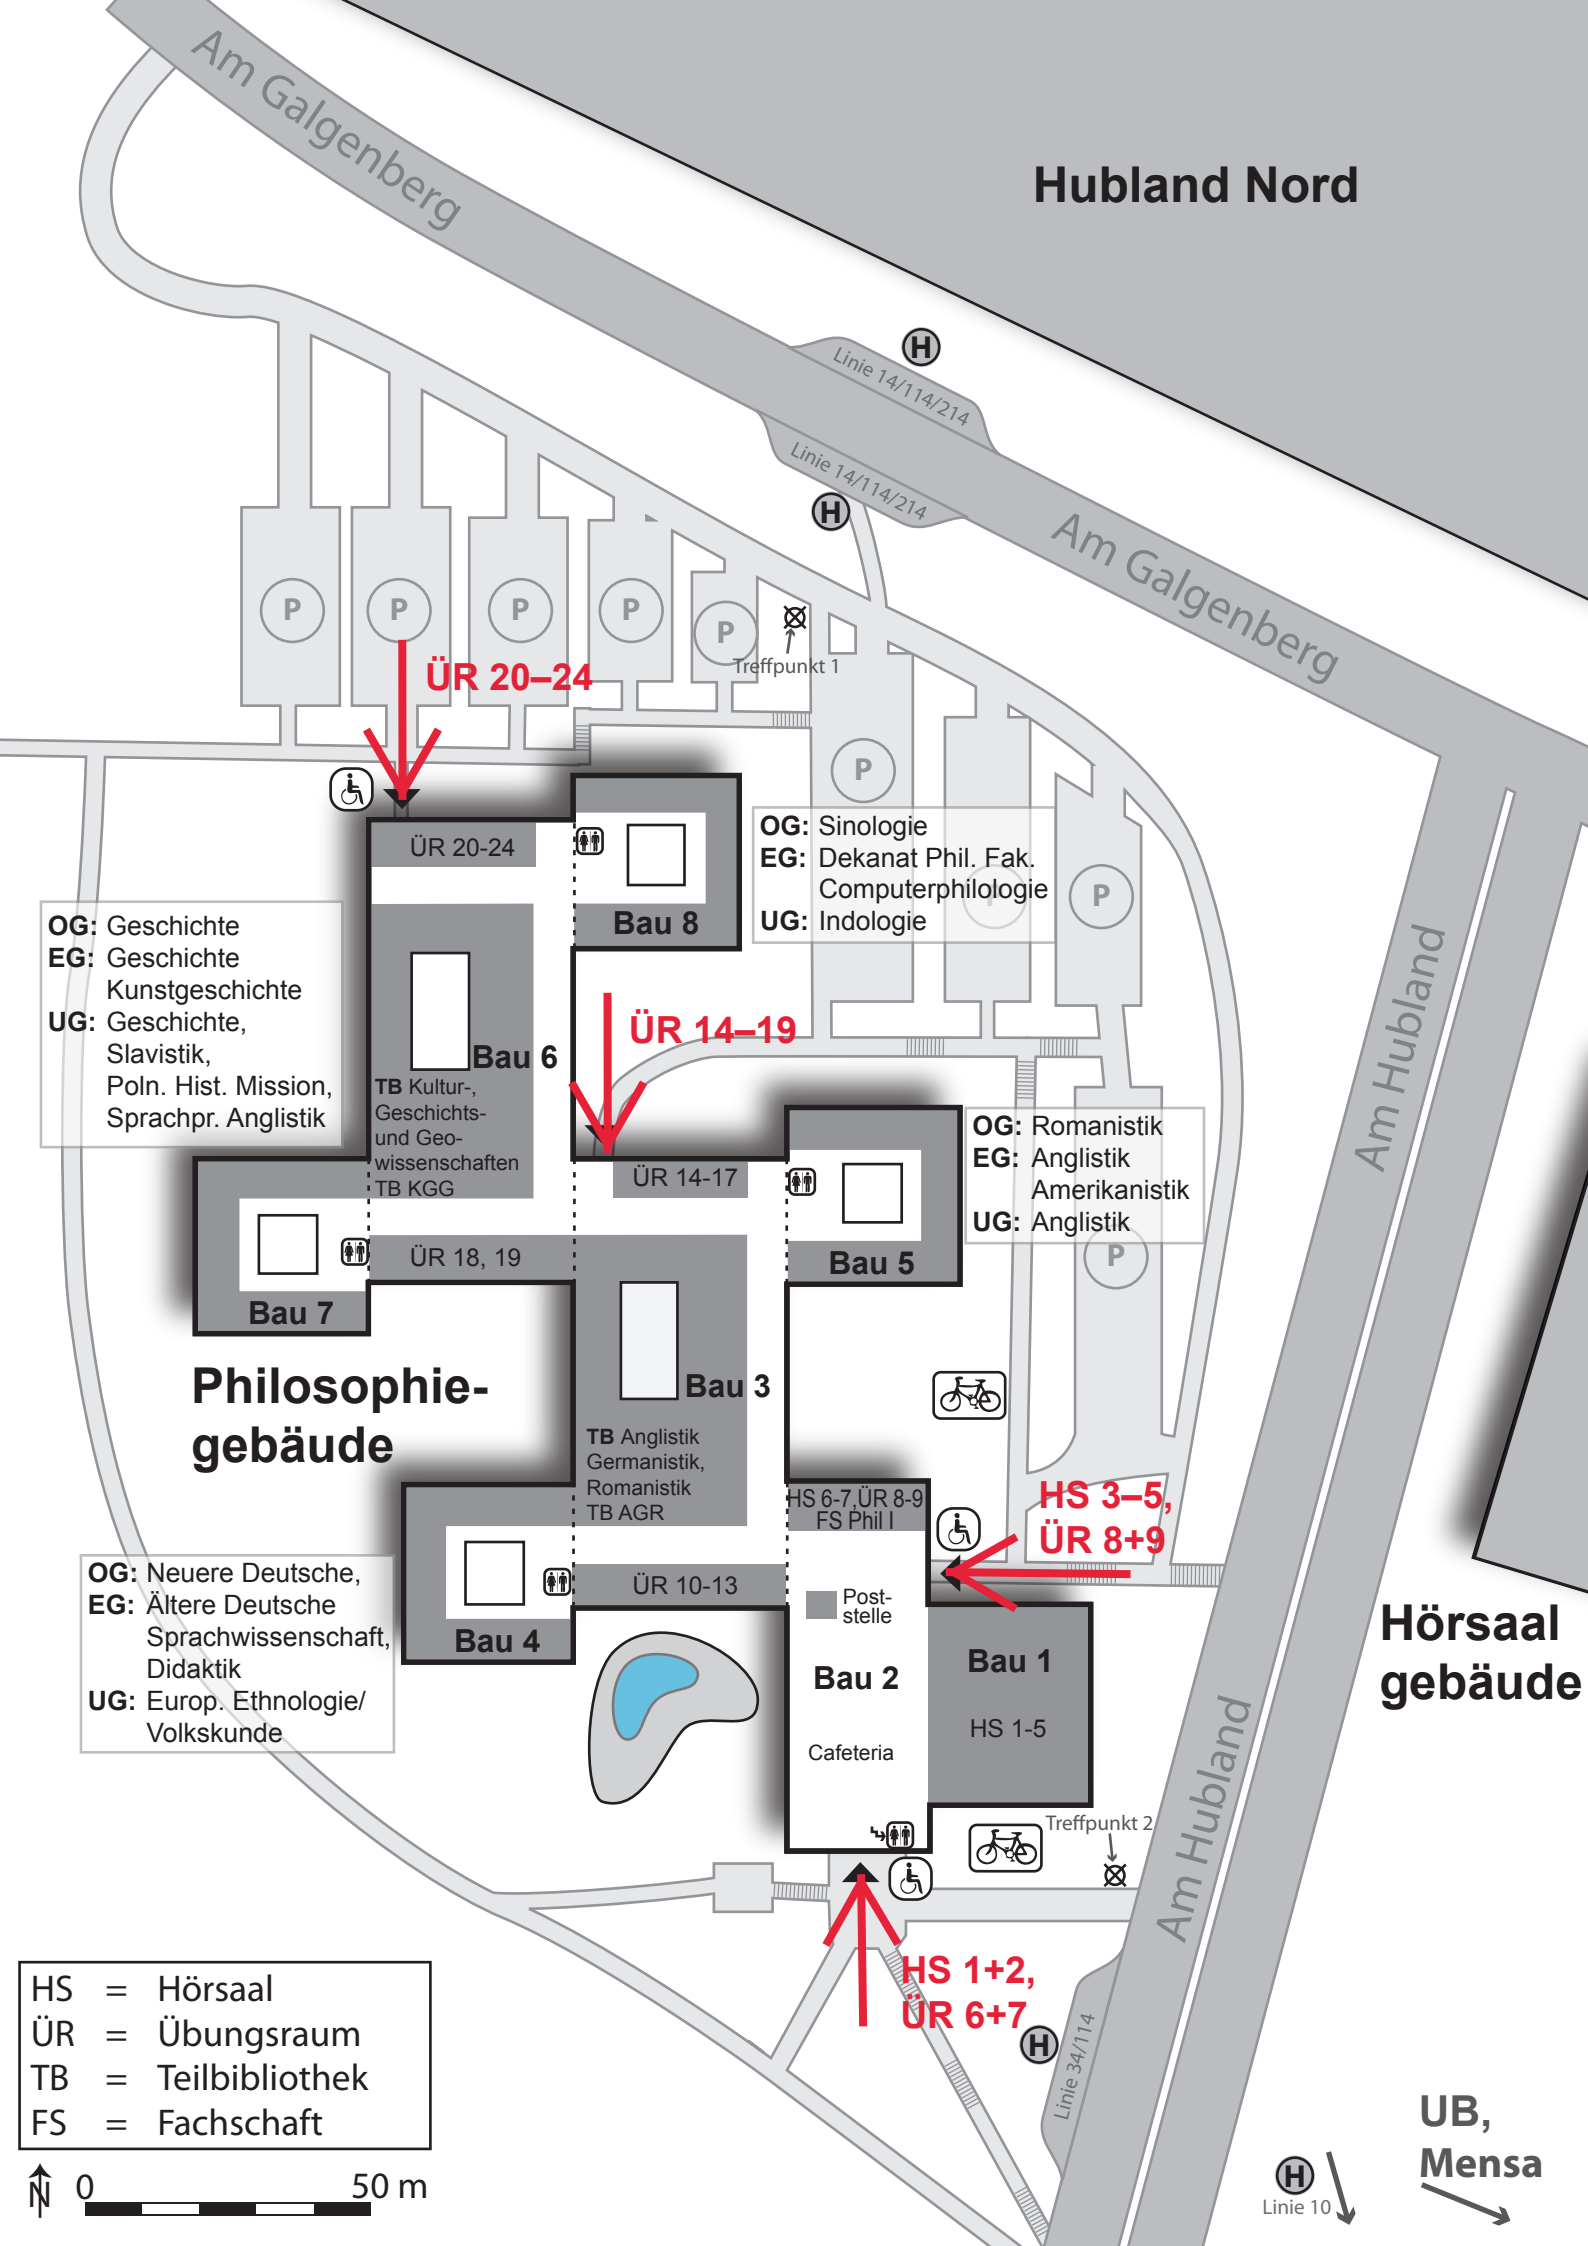 Am Galgenberg
Hubland Nord
H
Linie 14/114/214
Linie 14/114/214
H
Am Galgenberg
P
P
P
P
P
Treffpunkt 1
ÜR 20–24
P
ÜR 20-24
Bau 8
OG: Sinologie
EG: Dekanat Phil. Fak.
Computerphilologie
UG: Indologie
P
P
OG: Geschichte
EG: Geschichte
Kunstgeschichte
UG: Geschichte,
Slavistik,
Poln. Hist. Mission,
Sprachpr. Anglistik
Am Hubland
ÜR 14–19
Bau 6
TB Kultur-,
Geschichts-
und Geo-
wissenschaften
TB KGG
OG: Romanistik
EG: Anglistik
Amerikanistik
UG: Anglistik
P
ÜR 14-17
ÜR 18, 19
Bau 5
Bau 7
Philosophie-
gebäude
Bau 3
TB Anglistik
Germanistik,
Romanistik
TB AGR
HS 6-7,ÜR 8-9
FS Phil I
HS 3–5,
ÜR 8+9
OG: Neuere Deutsche,
EG: Ältere Deutsche
Sprachwissenschaft,
Didaktik
UG: Europ. Ethnologie/
Volkskunde
ÜR 10-13
Bau 4
Post-
stelle
Bau 2
Cafeteria
Bau 1
HS 1-5
Hörsaal
gebäude
Am Hubland
Treffpunkt 2
HS 1+2,
ÜR 6+7
H
Linie 34/114
HS = Hörsaal
ÜR = Übungsraum
TB = Teilbibliothek
FS = Fachschaft
N
0 50 m
H
Linie 10
UB,
Mensa